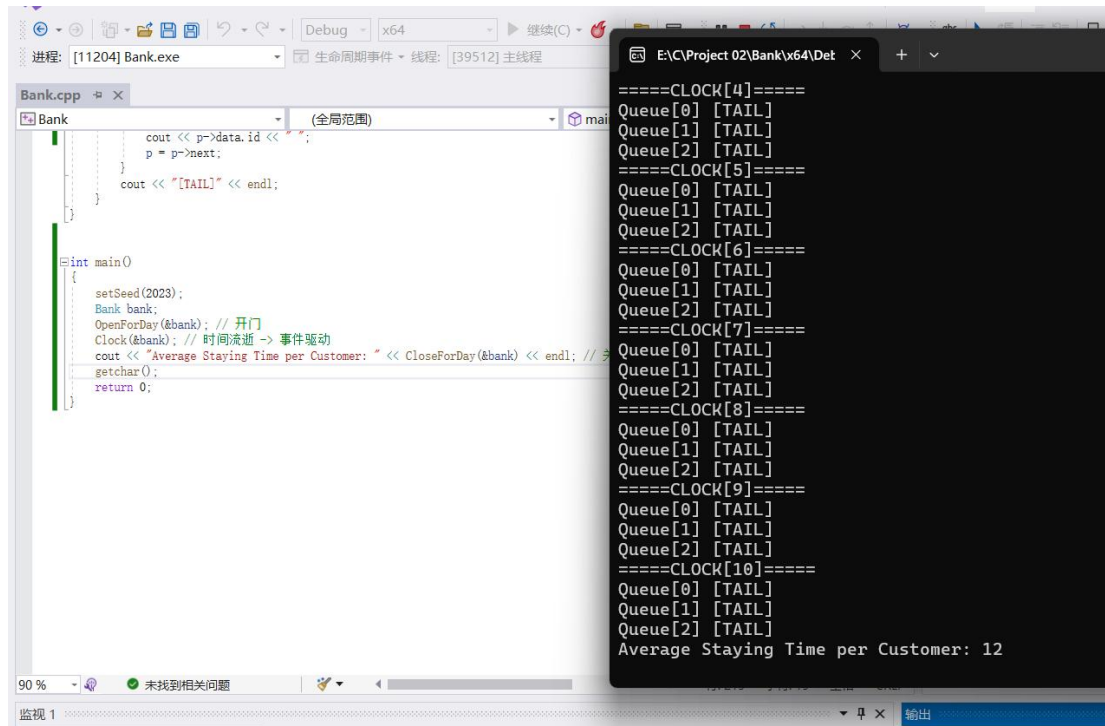 Debug x64 继续(C)
进程: [11204] Bank.exe 生命周期事件 线程: [39512] 主线程
Bank.cpp
Bank (全局范围)
cout << p->data.id << " ";
p = p->next;
}
cout << "[TAIL]" << endl;
}
}
int main()
{
setSeed(2023);
Bank bank;
OpenForDay(&bank); // 开门
Clock(&bank); // 时间流逝 -> 事件驱动
cout << "Average Staying Time per Customer: " << CloseForDay(&bank) << endl; //
getchar();
return 0;
}
90 % 未找到相关问题
监视 1
输出
E:\C\Project 02\Bank\x64\Det
=====CLOCK[4]=====
Queue[0] [TAIL]
Queue[1] [TAIL]
Queue[2] [TAIL]
=====CLOCK[5]=====
Queue[0] [TAIL]
Queue[1] [TAIL]
Queue[2] [TAIL]
=====CLOCK[6]=====
Queue[0] [TAIL]
Queue[1] [TAIL]
Queue[2] [TAIL]
=====CLOCK[7]=====
Queue[0] [TAIL]
Queue[1] [TAIL]
Queue[2] [TAIL]
=====CLOCK[8]=====
Queue[0] [TAIL]
Queue[1] [TAIL]
Queue[2] [TAIL]
=====CLOCK[9]=====
Queue[0] [TAIL]
Queue[1] [TAIL]
Queue[2] [TAIL]
=====CLOCK[10]=====
Queue[0] [TAIL]
Queue[1] [TAIL]
Queue[2] [TAIL]
Average Staying Time per Customer: 12